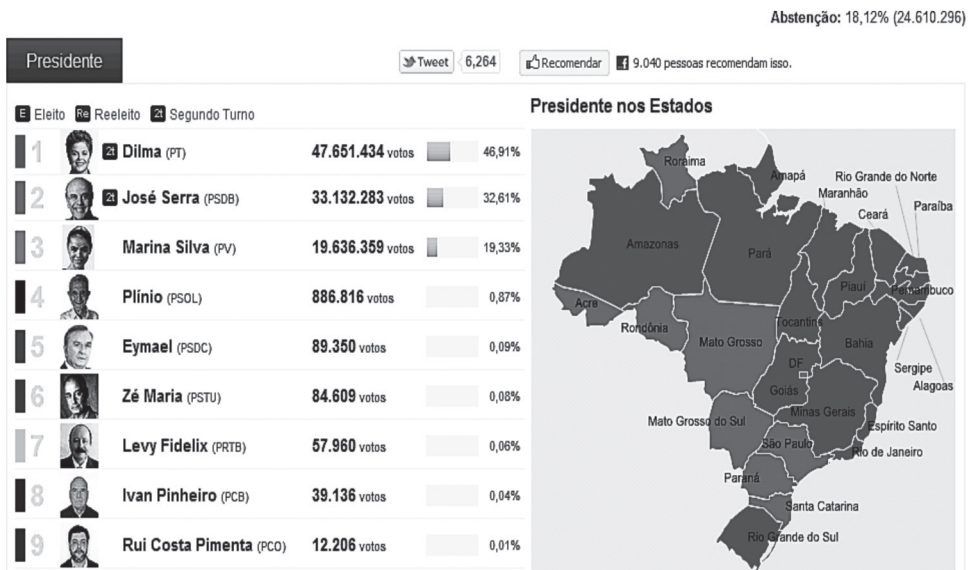 Abstenção: 18,12% (24.610.296)
Presidente
Tweet 6,264
Recomendar
9.040 pessoas recomendam isso.
E Eleito Re Reeleito 2t Segundo Turno
1 2t Dilma (PT) 47.651.434 votos 46,91%
2 2t José Serra (PSDB) 33.132.283 votos 32,61%
3 Marina Silva (PV) 19.636.359 votos 19,33%
4 Plínio (PSOL) 886.816 votos 0,87%
5 Eymael (PSDC) 89.350 votos 0,09%
6 Zé Maria (PSTU) 84.609 votos 0,08%
7 Levy Fidelix (PRTB) 57.960 votos 0,06%
8 Ivan Pinheiro (PCB) 39.136 votos 0,04%
9 Rui Costa Pimenta (PCO) 12.206 votos 0,01%
Presidente nos Estados
Roraima
Amapá
Rio Grande do Norte
Maranhão
Paraíba
Ceará
Amazonas
Pará
Piauí
Pernambuco
Acre
Rondônia
Tocantins
Mato Grosso
Bahia
DF
Sergipe
Alagoas
Goiás
Minas Gerais
Mato Grosso do Sul
Espírito Santo
São Paulo
Rio de Janeiro
Paraná
Santa Catarina
Rio Grande do Sul